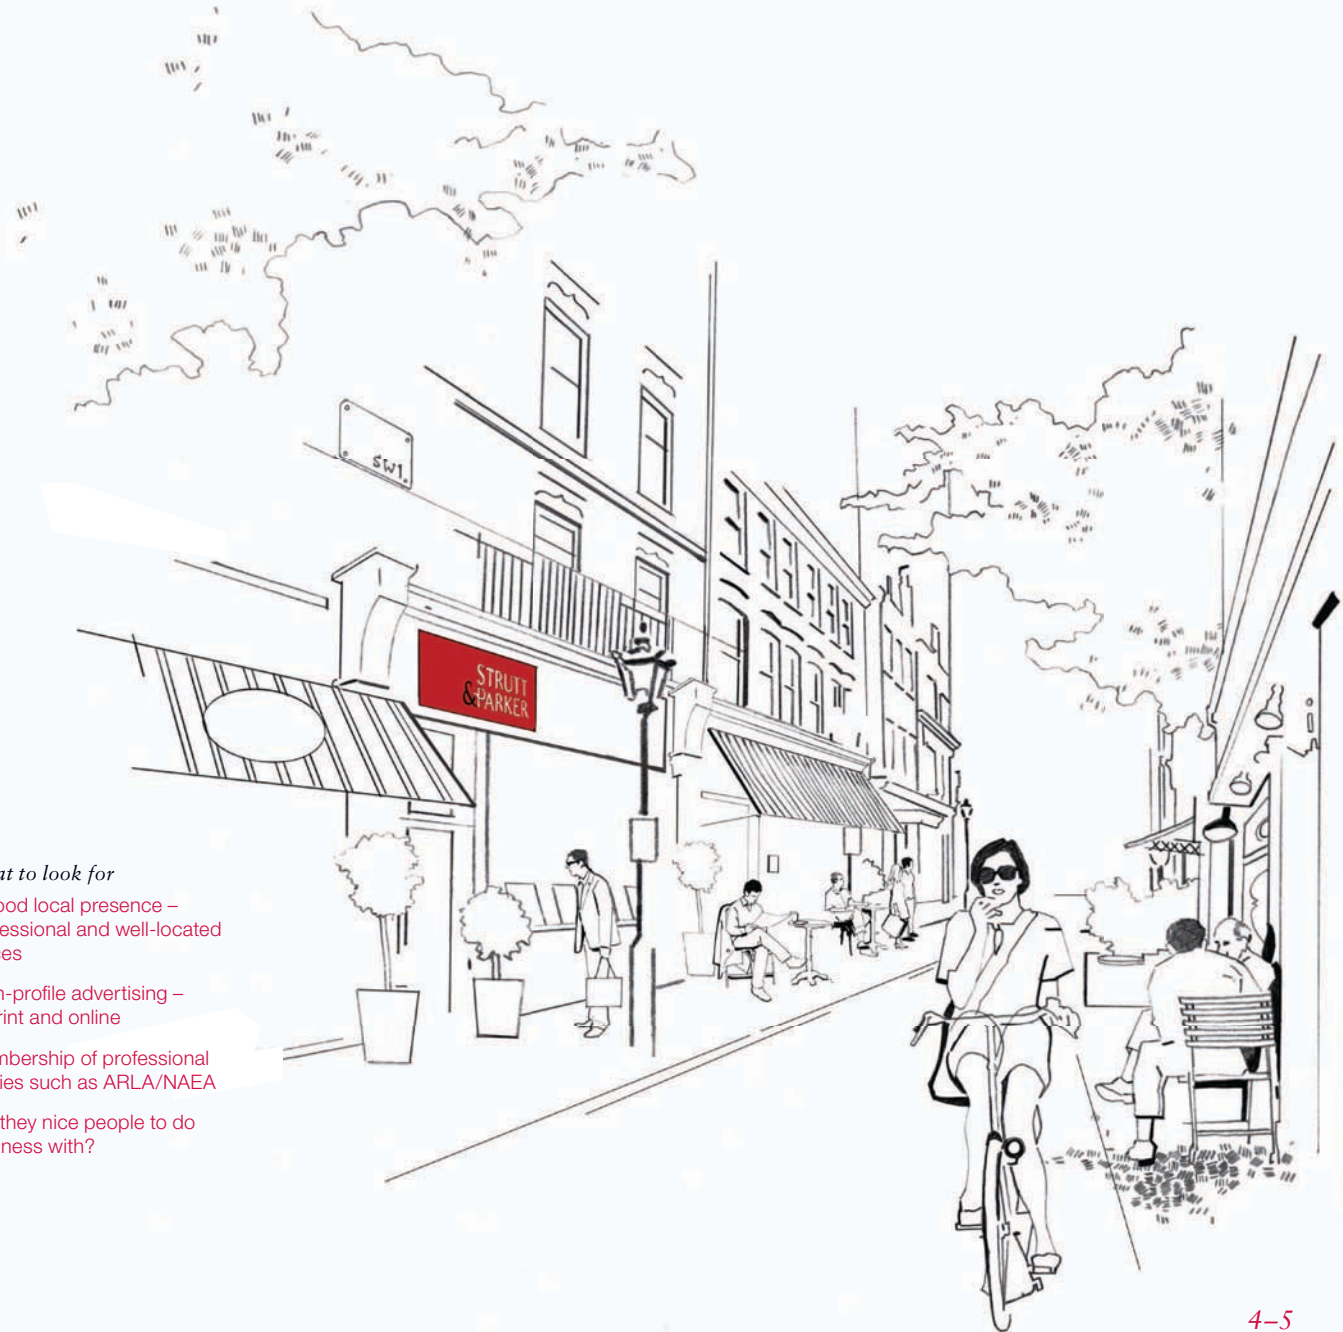 SW1
STRUTT
&PARKER
at to look for
ood local presence –
essional and well-located
es
-profile advertising –
rint and online
mbership of professional
ies such as ARLA/NAEA
they nice people to do
ness with?
4–5